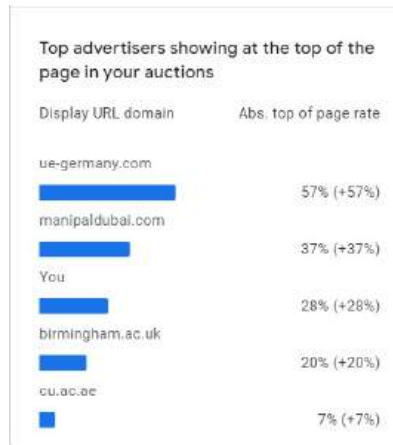 Top advertisers showing at the top of the
page in your auctions
Display URL domain Abs. top of page rate
ue-germany.com
57% (+57%)
manipaldubai.com
37% (+37%)
You
28% (+28%)
birmingham.ac.uk
20% (+20%)
cu.ac.ae
7% (+7%)